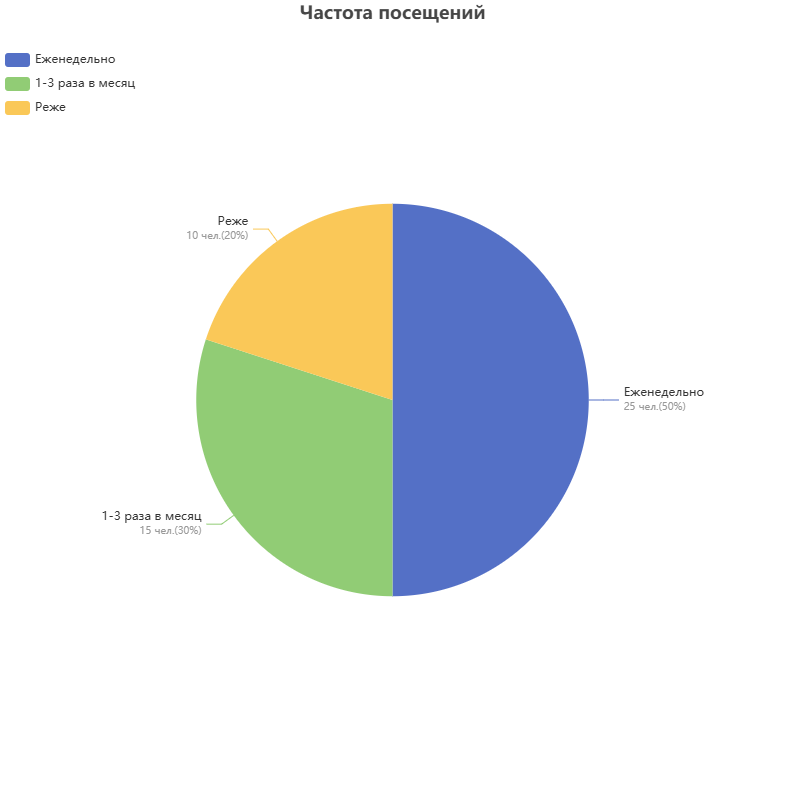 Частота посещений
Еженедельно
1-3 раза в месяц
Реже
Реже
10 чел.(20%)
Еженедельно
25 чел.(50%)
1-3 раза в месяц
15 чел.(30%)